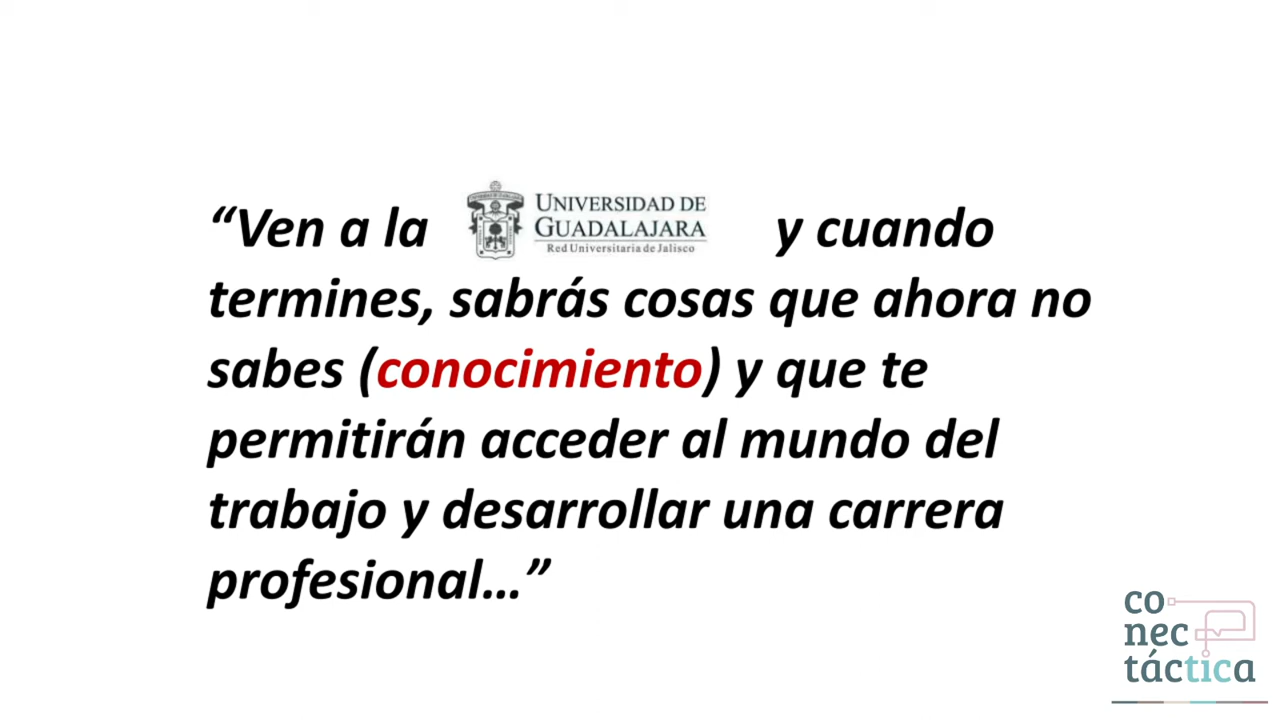 “Ven a la UNIVERSIDAD DE GUADALAJARA Red Universitaria de Jalisco y cuando
termines, sabrás cosas que ahora no
sabes (conocimiento) y que te
permitirán acceder al mundo del
trabajo y desarrollar una carrera
profesional...”
co
nec
táctica